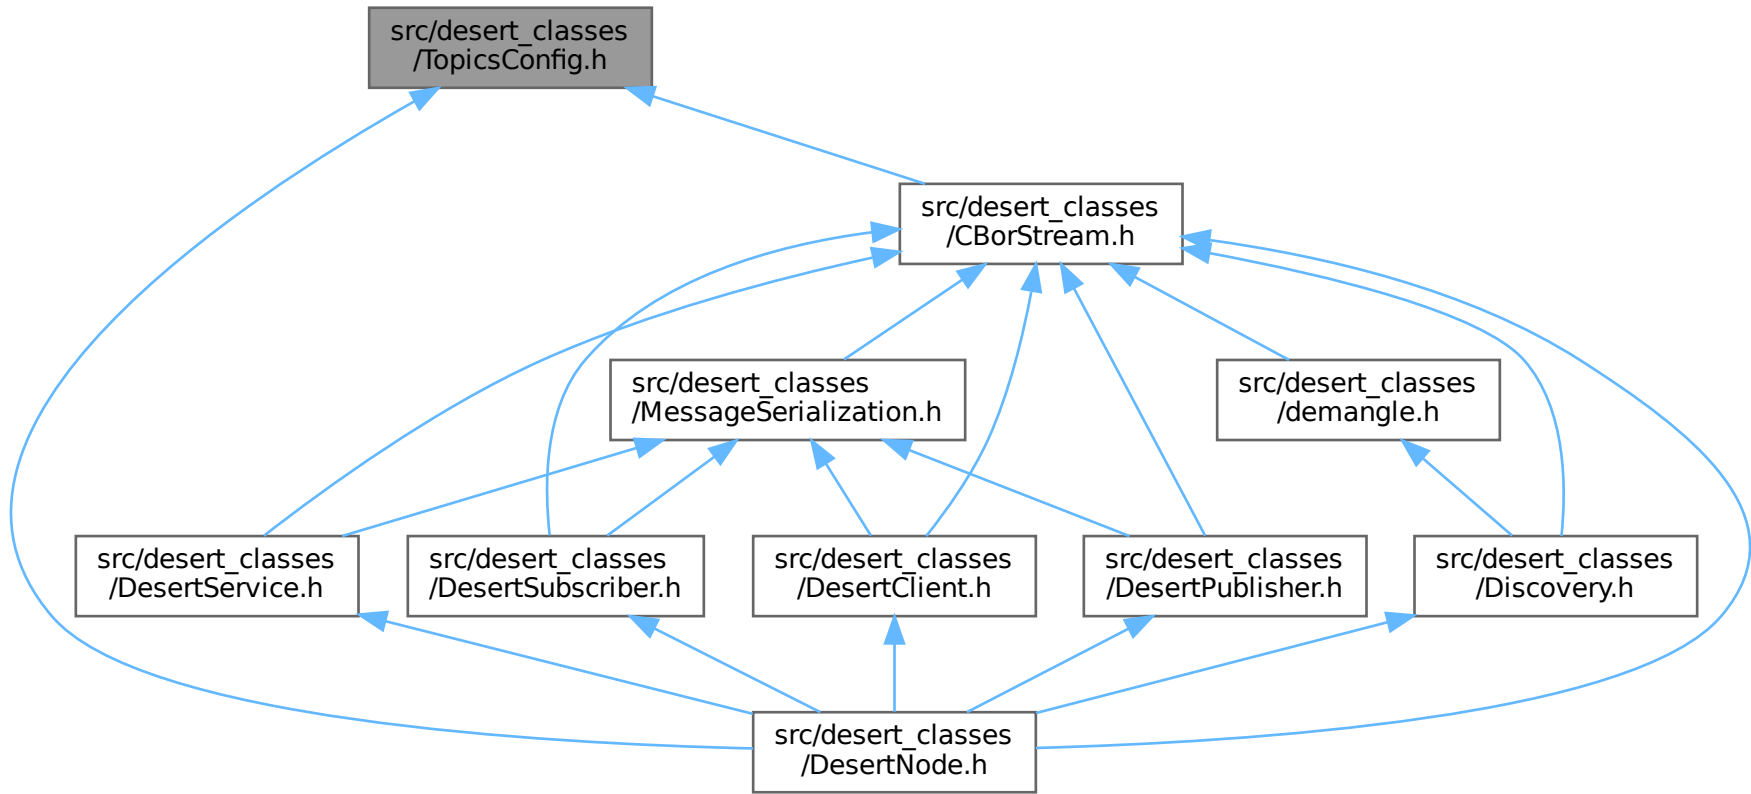 src/desert_classes
/TopicsConfig.h
src/desert_classes
/CBorStream.h
src/desert_classes
/MessageSerialization.h
src/desert_classes
/demangle.h
src/desert_classes
/DesertService.h
src/desert_classes
/DesertSubscriber.h
src/desert_classes
/DesertClient.h
src/desert_classes
/DesertPublisher.h
src/desert_classes
/Discovery.h
src/desert_classes
/DesertNode.h